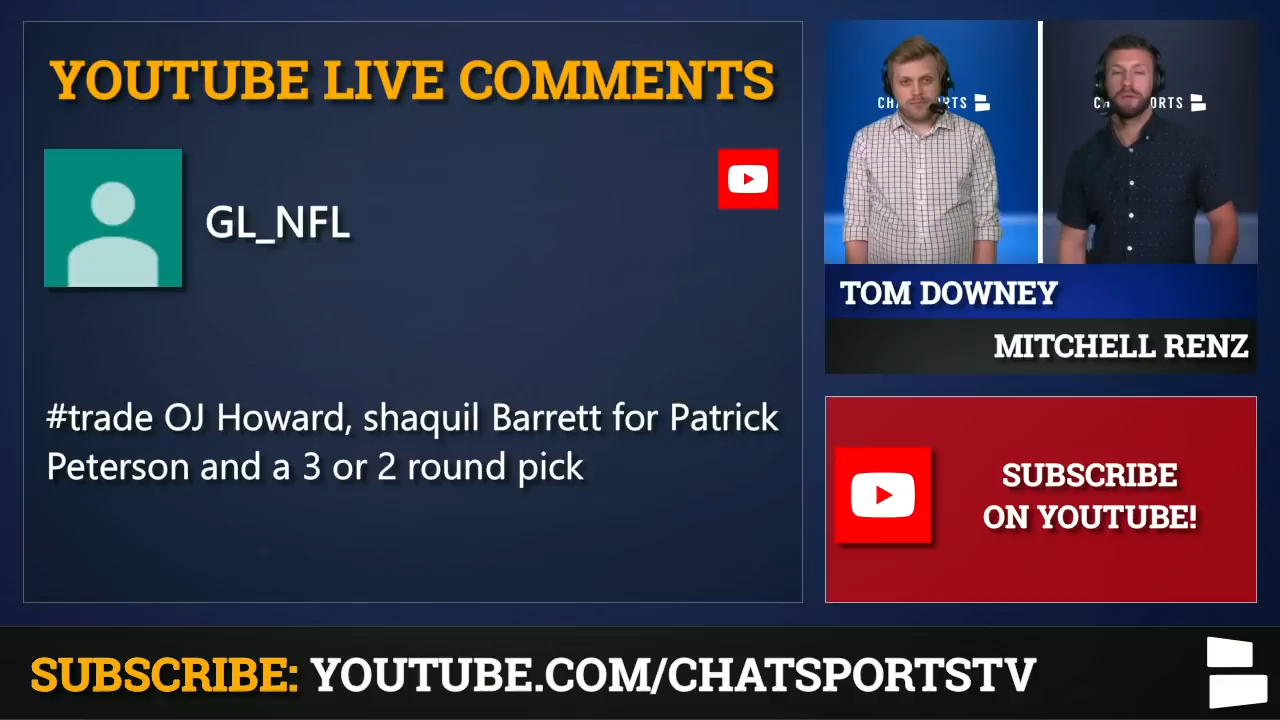 YOUTUBE LIVE COMMENTS
GL_NFL
#trade OJ Howard, shaquil Barrett for Patrick
Peterson and a 3 or 2 round pick
TOM DOWNEY
MITCHELL RENZ
SUBSCRIBE
ON YOUTUBE!
SUBSCRIBE: YOUTUBE.COM/CHATSPORTSTV